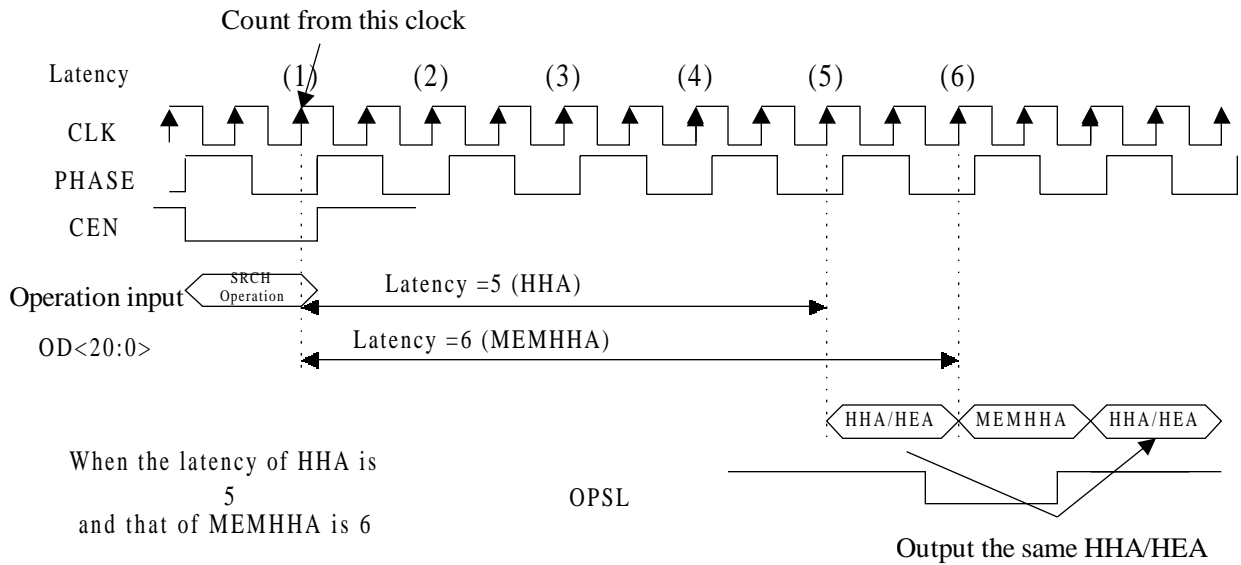 Count from this clock
Latency (1) (2) (3) (4) (5) (6)
CLK
PHASE
CEN
Operation input
SRCH
Operation
Latency =5 (HHA)
OD<20:0>
Latency =6 (MEMHHA)
HHA/HEA MEMHHA HHA/HEA
When the latency of HHA is
5
and that of MEMHHA is 6
OPSL
Output the same HHA/HEA